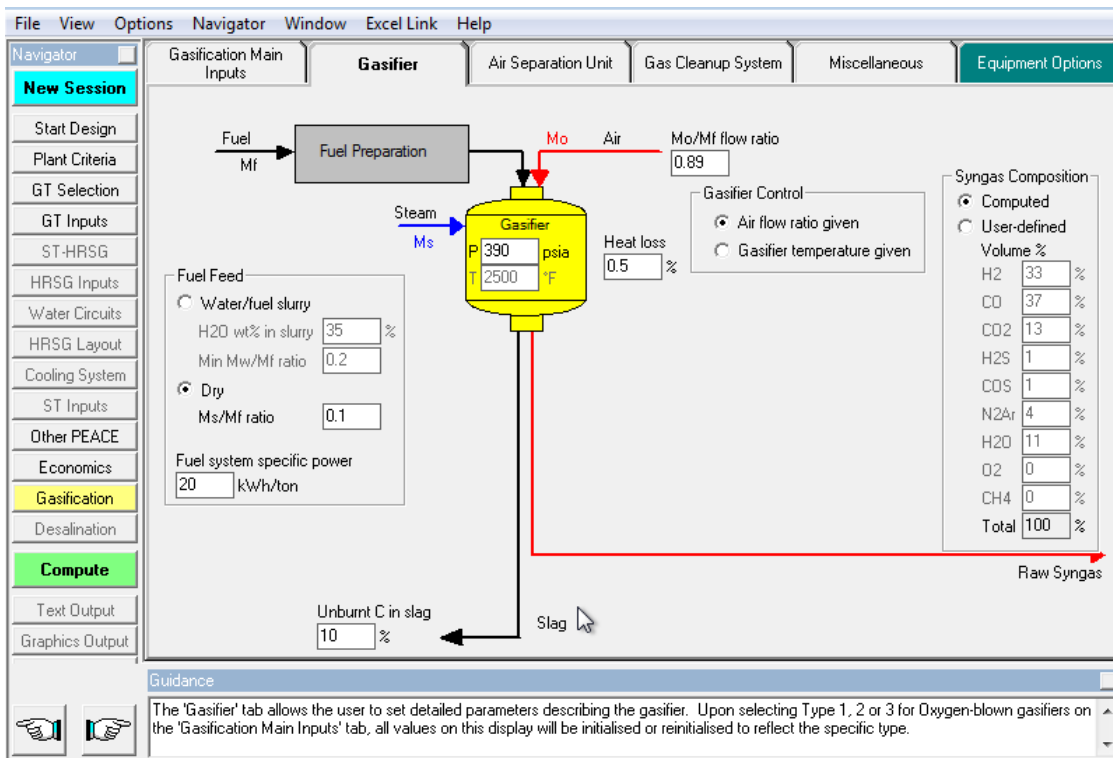 File View Options Navigator Window Excel Link Help
Navigator
New Session
Start Design
Plant Criteria
GT Selection
GT Inputs
ST-HRSG
HRSG Inputs
Water Circuits
HRSG Layout
Cooling System
ST Inputs
Other PEACE
Economics
Gasification
Desalination
Compute
Text Output
Graphics Output
Gasification Main
Inputs
Gasifier
Air Separation Unit
Gas Cleanup System
Miscellaneous
Equipment Options
Fuel
Mf
Fuel Preparation
Mo Air
Mo/Mf flow ratio
0.89
Steam
Ms
Gasifier
P 390 psia
T 2500 °F
Heat loss
0.5 %
Gasifier Control
Air flow ratio given
Gasifier temperature given
Fuel Feed
Water/fuel slurry
H2O wt% in slurry 35 %
Min Mw/Mf ratio 0.2
Dry
Ms/Mf ratio 0.1
Fuel system specific power
20 kWh/ton
Syngas Composition
Computed
User-defined
Volume %
H2 33 %
CO 37 %
CO2 13 %
H2S 1 %
COS 1 %
N2Ar 4 %
H2O 11 %
O2 0 %
CH4 0 %
Total 100 %
Raw Syngas
Unburnt C in slag
10 %
Slag
Guidance
The 'Gasifier' tab allows the user to set detailed parameters describing the gasifier. Upon selecting Type 1, 2 or 3 for Oxygen-blown gasifiers on
the 'Gasification Main Inputs' tab, all values on this display will be initialised or reinitialised to reflect the specific type.